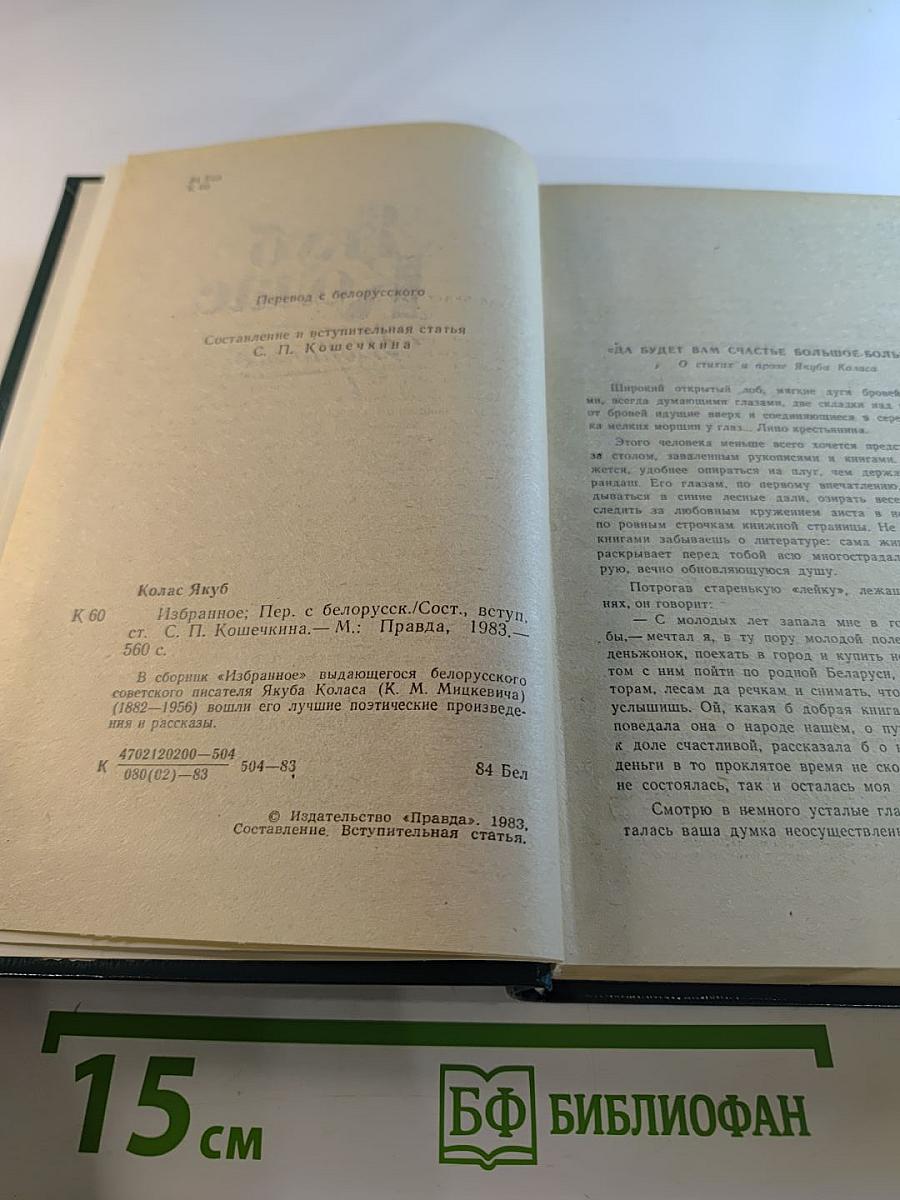 Перевод с белорусского
Составление и вступительная статья
С. П. Кошечкина
Колас Якуб
К 60
Избранное; Пер. с белорусск./Сост., вступ.
ст. С. П. Кошечкина.— М.: Правда, 1983.—
560 с.
В сборник «Избранное» выдающегося белорусского
советского писателя Якуба Коласа (К. М. Мицкевича)
(1882—1956) вошли его лучшие поэтические произведе-
ния и рассказы.
К 4702120200—504
080(02)—83
504—83
84 Бел
© Издательство «Правда». 1983.
Составление. Вступительная статья.
«ДА БУДЕТ ВАМ СЧАСТЬЕ БОЛЬШОЕ-БОЛЬ
О стихах и прозе Якуба Коласа
Широкий открытый лоб, мягкие дуги бровей
ми, всегда думающими глазами, две складки над
от бровей идущие вверх и соединяющиеся в сере
ка мелких морщин у глаз... Лицо крестьянина.
Этого человека меньше всего хочется предс
за столом, заваленным рукописями и книгами.
жется, удобнее опираться на плуг, чем держа
рандаш. Его глазам, по первому впечатлению,
дываться в синие лесные дали, озирать весе
следить за любовным кружением аиста в не
по ровным строчкам книжной страницы. Не
книгами забываешь о литературе: сама жи
раскрывает перед тобой всю многострадал
рую, вечно обновляющуюся душу.
Потрогав старенькую «лейку», лежащ
нях, он говорит:
— С молодых лет запала мне в го
бы,— мечтал я, в ту пору молодой поле
деньжонок, поехать в город и купить н
том с ним пойти по родной Беларуси,
торам, лесам да речкам и снимать, что
услышишь. Ой, какая б добрая книга
поведала она о народе нашем, о пу
к доле счастливой, рассказала б о н
деньги в то проклятое время не ско
не состоялась, так и осталась моя
Смотрю в немного усталые гла
талась ваша думка неосуществлен
15 см
БФ БИБЛИОФАН